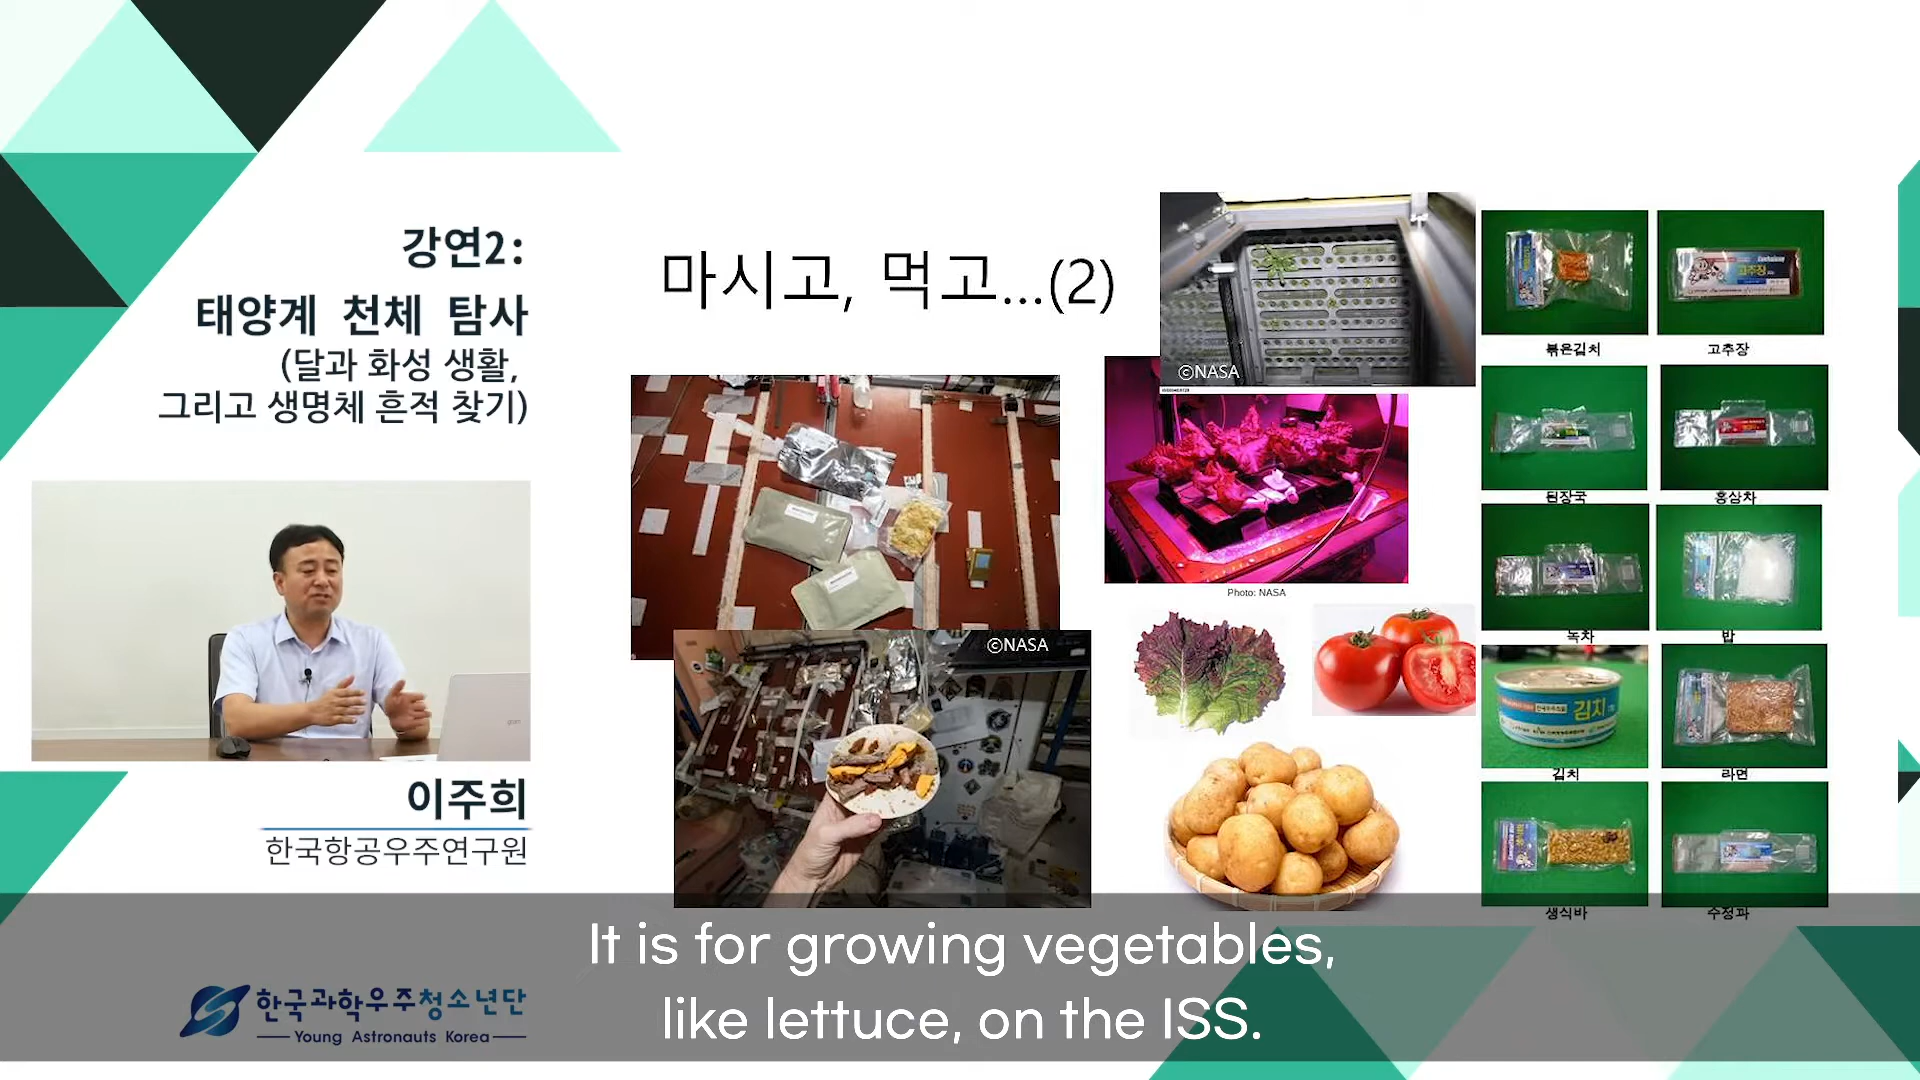 강연2:
태양계 천체 탐사
(달과 화성 생활,
그리고 생명체 흔적 찾기)
이주희
한국항공우주연구원
마시고, 먹고...(2)
©NASA
Photo: NASA
©NASA
볶은김치
고추장
고추장
된장국
홍삼차
녹차
밥
김치
김치
라면
생식바
수정과
It is for growing vegetables,
like lettuce, on the ISS.
한국과학우주청소년단
Young Astronauts Korea